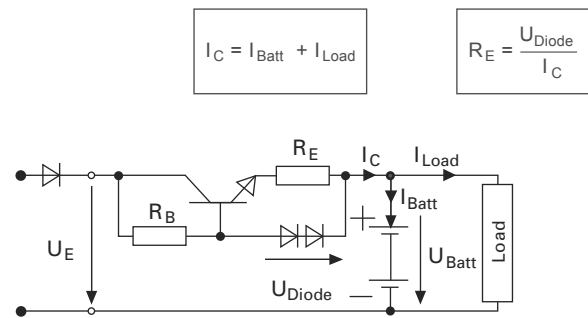 I_C = I_Batt + I_Load
R_E = U_Diode / I_C
R_E
I_C
I_Load
I_Batt
R_B
+
U_E
U_Batt
Load
U_Diode
–